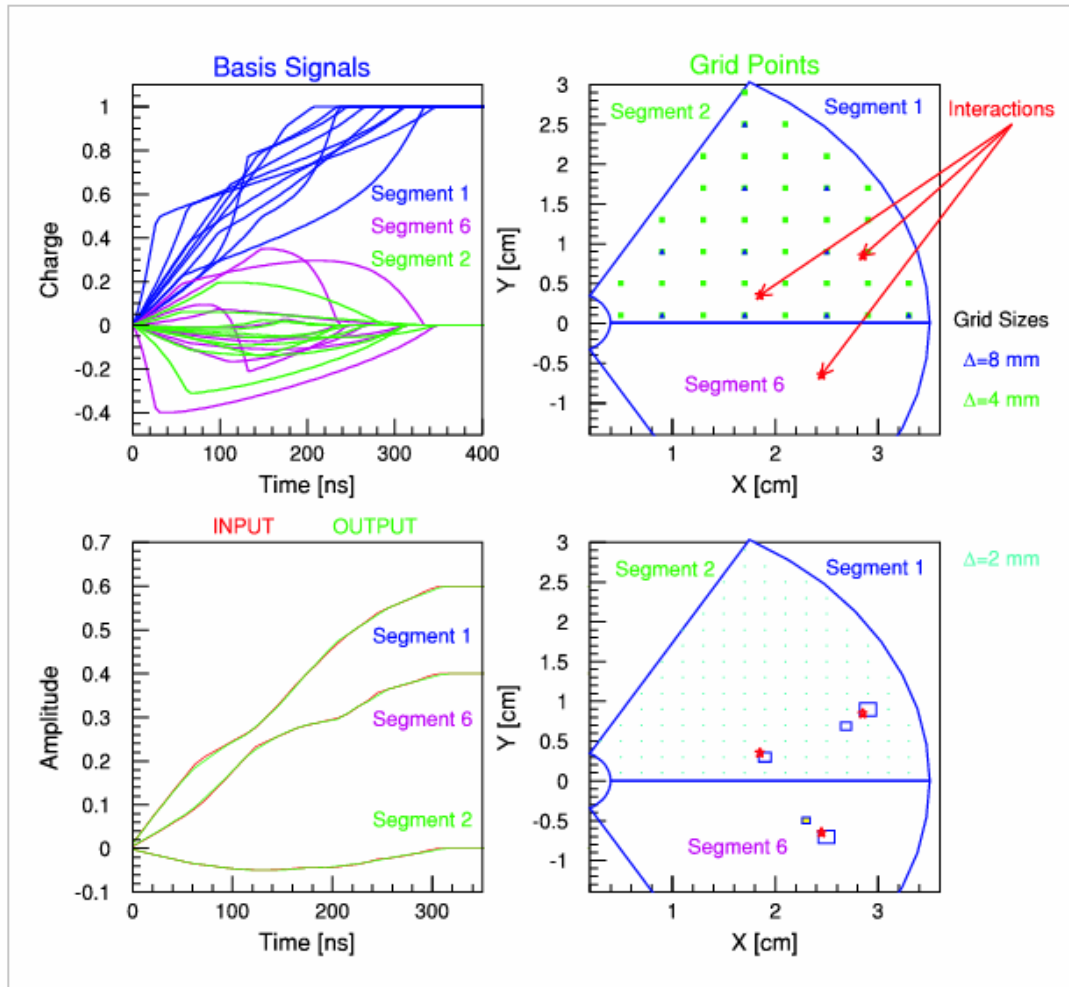 Basis Signals
1
0.8
0.6
0.4
0.2
0
-0.2
-0.4
Charge
Segment 1
Segment 6
Segment 2
0
100
200
300
400
Time [ns]
Grid Points
3
2.5
2
1.5
1
0.5
0
-0.5
-1
Y [cm]
Segment 2
Segment 1
Interactions
Segment 6
Grid Sizes
Δ=8 mm
Δ=4 mm
1
2
3
X [cm]
INPUT
OUTPUT
0.7
0.6
0.5
0.4
0.3
0.2
0.1
0
-0.1
Amplitude
Segment 1
Segment 6
Segment 2
0
100
200
300
Time [ns]
3
2.5
2
1.5
1
0.5
0
-0.5
-1
Y [cm]
Segment 2
Segment 1
Δ=2 mm
Segment 6
1
2
3
X [cm]